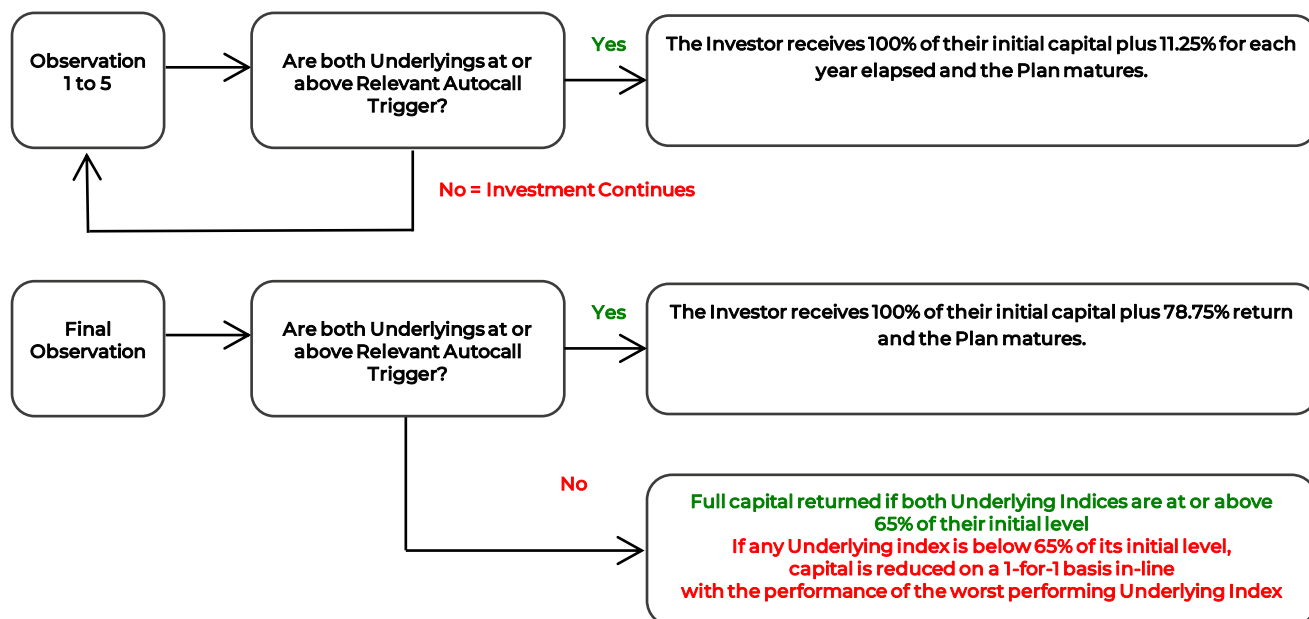 Observation
1 to 5
Are both Underlyings at or
above Relevant Autocall
Trigger?
Yes
The Investor receives 100% of their initial capital plus 11.25% for each
year elapsed and the Plan matures.
No = Investment Continues
Final
Observation
Are both Underlyings at or
above Relevant Autocall
Trigger?
Yes
The Investor receives 100% of their initial capital plus 78.75% return
and the Plan matures.
No
Full capital returned if both Underlying Indices are at or above
65% of their initial level
If any Underlying index is below 65% of its initial level,
capital is reduced on a 1-for-1 basis in-line
with the performance of the worst performing Underlying Index